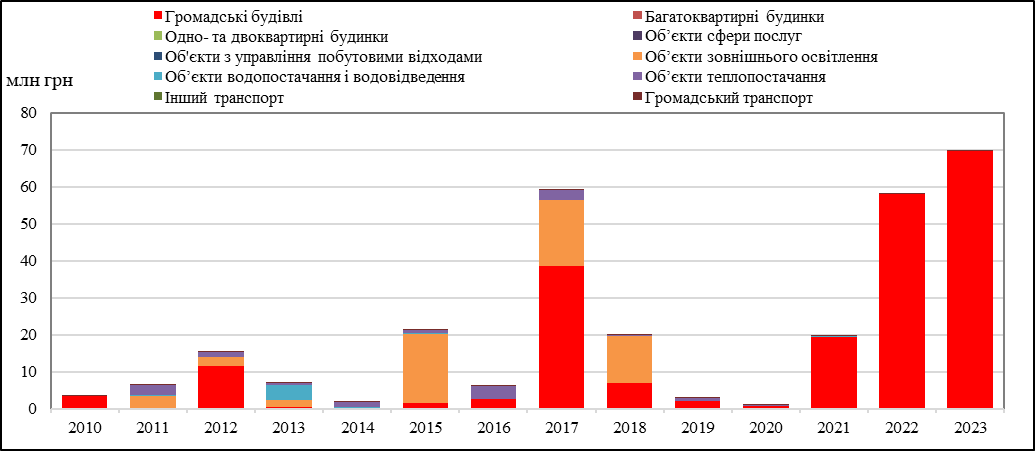 Громадські будівлі
Багатоквартирні будинки
Одно- та двоквартирні будинки
Об’єкти сфери послуг
Об'єкти з управління побутовими відходами
Об’єкти зовнішнього освітлення
Об’єкти водопостачання і водовідведення
Об’єкти теплопостачання
Інший транспорт
Громадський транспорт
млн грн
80
70
60
50
40
30
20
10
0
2010 2011 2012 2013 2014 2015 2016 2017 2018 2019 2020 2021 2022 2023